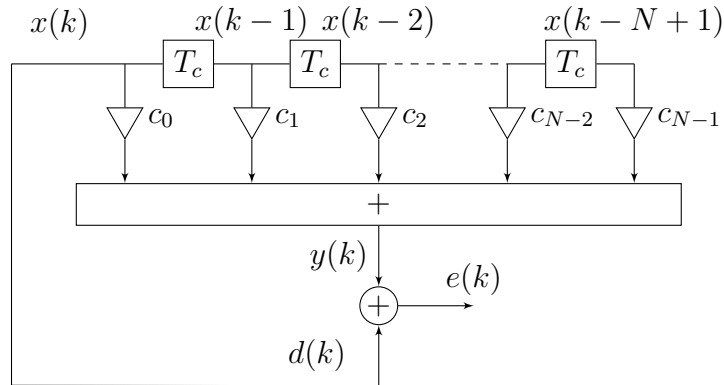 x(k) x(k − 1) x(k − 2) x(k − N + 1)
T_c T_c T_c
c_0 c_1 c_2 c_{N−2} c_{N−1}
+
y(k)
e(k)
+
d(k)